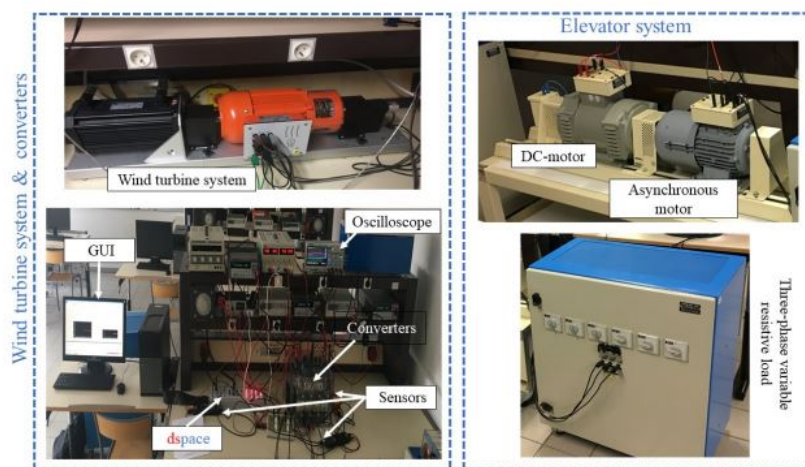 Wind turbine system & converters
Wind turbine system
GUI
Oscilloscope
Converters
Sensors
dspace
Elevator system
DC-motor
Asynchronous
motor
Three-phase variable
resistive load